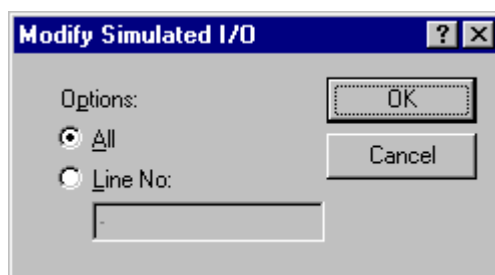 Modify Simulated I/O
?
Options:
OK
All
Cancel
Line No:
-